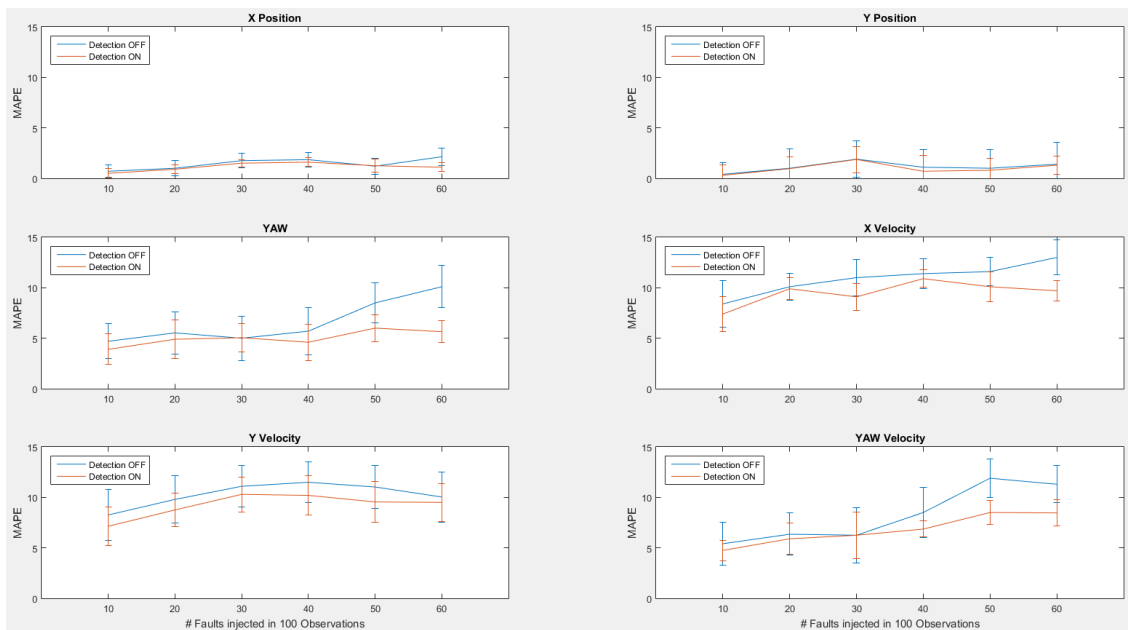 X Position
15
10
5
0
MAPE
Detection OFF
Detection ON
10 20 30 40 50 60
Y Position
15
10
5
0
MAPE
Detection OFF
Detection ON
10 20 30 40 50 60
YAW
15
10
5
0
MAPE
Detection OFF
Detection ON
10 20 30 40 50 60
X Velocity
15
10
5
0
MAPE
Detection OFF
Detection ON
10 20 30 40 50 60
Y Velocity
15
10
5
0
MAPE
Detection OFF
Detection ON
10 20 30 40 50 60
# Faults injected in 100 Observations
YAW Velocity
15
10
5
0
MAPE
Detection OFF
Detection ON
10 20 30 40 50 60
# Faults injected in 100 Observations